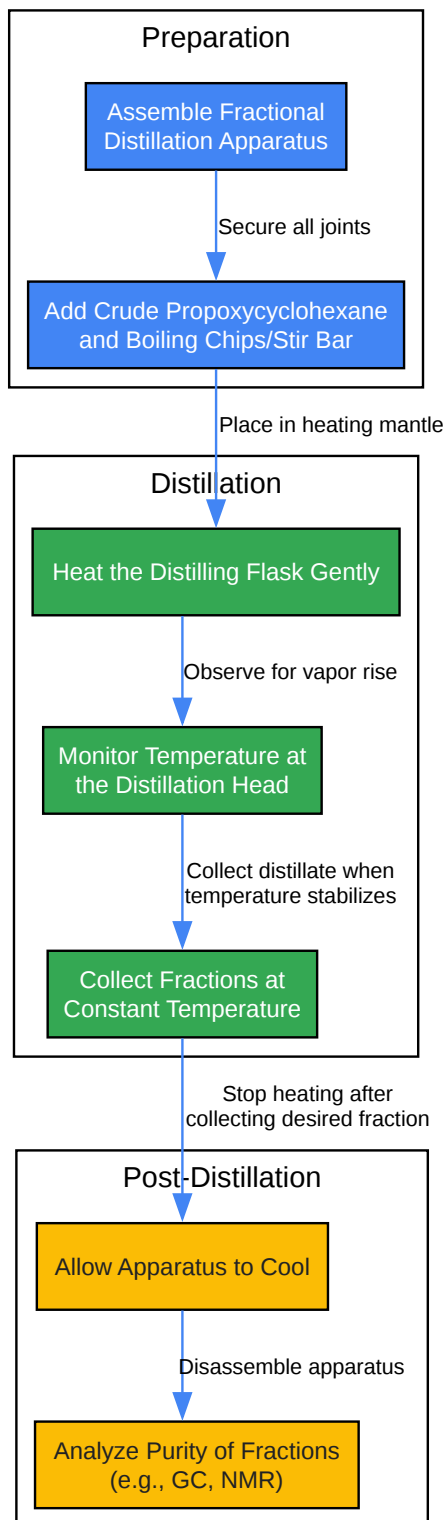 Preparation
Assemble Fractional
Distillation Apparatus
Secure all joints
Add Crude Propoxycyclohexane
and Boiling Chips/Stir Bar
Place in heating mantle
Distillation
Heat the Distilling Flask Gently
Observe for vapor rise
Monitor Temperature at
the Distillation Head
Collect distillate when
temperature stabilizes
Collect Fractions at
Constant Temperature
Stop heating after
collecting desired fraction
Post-Distillation
Allow Apparatus to Cool
Disassemble apparatus
Analyze Purity of Fractions
(e.g., GC, NMR)